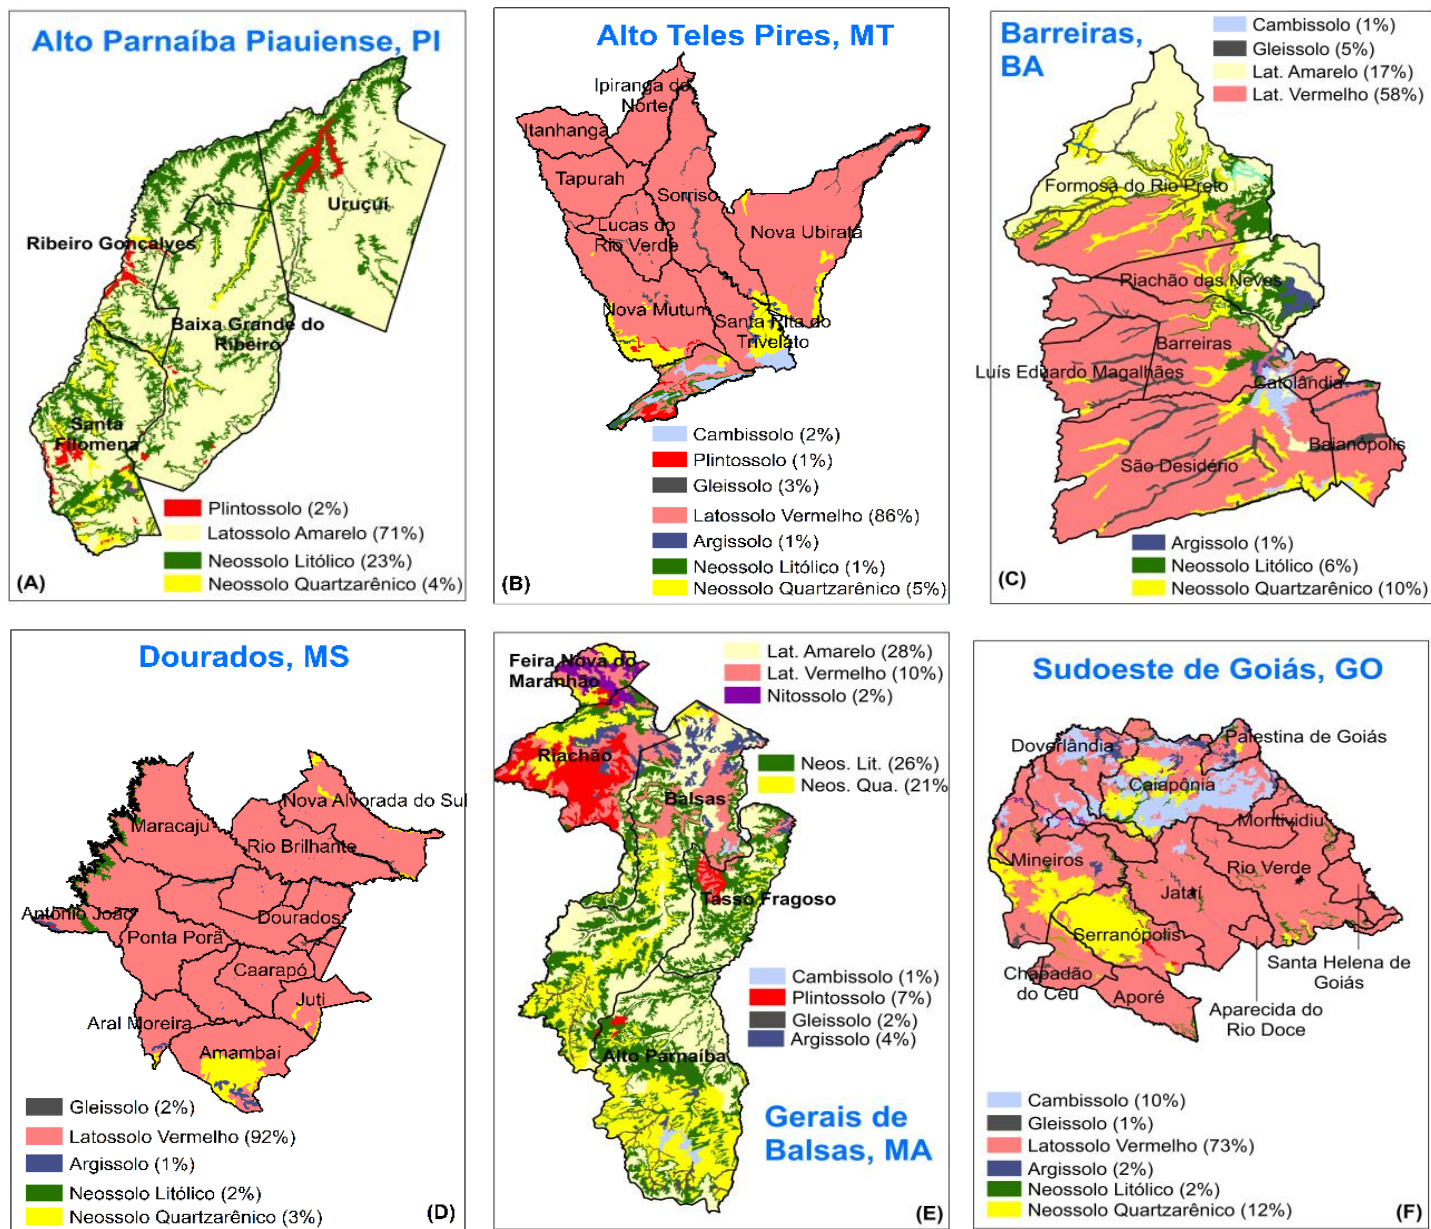 Alto Parnaíba Piauiense, PI
Uruçuí
Ribeiro Gonçalves
Baixa Grande do
Ribeiro
Santa
Filomena
Plintossolo (2%)
Latossolo Amarelo (71%)
Neossolo Litólico (23%)
Neossolo Quartzarênico (4%)
(A)
Alto Teles Pires, MT
Ipiranga do
Norte
Itanhanga
Tapurah
Sorriso
Lucas do
Rio Verde
Nova Ubiratã
Nova Mutum
Santa Rita do
Trivelato
Cambissolo (2%)
Plintossolo (1%)
Gleissolo (3%)
Latossolo Vermelho (86%)
Argissolo (1%)
Neossolo Litólico (1%)
Neossolo Quartzarênico (5%)
(B)
Barreiras,
BA
Cambissolo (1%)
Gleissolo (5%)
Lat. Amarelo (17%)
Lat. Vermelho (58%)
Formosa do Rio Preto
Riachão das Neves
Barreiras
Luís Eduardo Magalhães
Catolândia
Baianópolis
São Desidério
Argissolo (1%)
Neossolo Litólico (6%)
Neossolo Quartzarênico (10%)
(C)
Dourados, MS
Nova Alvorada do Sul
Maracaju
Rio Brilhante
Antônio João
Dourados
Ponta Porã
Caarapó
Juti
Aral Moreira
Amambaí
Gleissolo (2%)
Latossolo Vermelho (92%)
Argissolo (1%)
Neossolo Litólico (2%)
Neossolo Quartzarênico (3%)
(D)
Feira Nova do
Maranhão
Lat. Amarelo (28%)
Lat. Vermelho (10%)
Nitossolo (2%)
Riachão
Neos. Lit. (26%)
Neos. Qua. (21%
Balsas
Tasso Fragoso
Cambissolo (1%)
Plintossolo (7%)
Gleissolo (2%)
Argissolo (4%)
Alto Parnaíba
Gerais de
Balsas, MA
(E)
Sudoeste de Goiás, GO
Doverlândia
Palestina de Goiás
Caiapônia
Montividiu
Mineiros
Rio Verde
Jataí
Serranópolis
Santa Helena de
Goiás
Chapadão
do Céu
Aporé
Aparecida do
Rio Doce
Cambissolo (10%)
Gleissolo (1%)
Latossolo Vermelho (73%)
Argissolo (2%)
Neossolo Litólico (2%)
Neossolo Quartzarênico (12%)
(F)